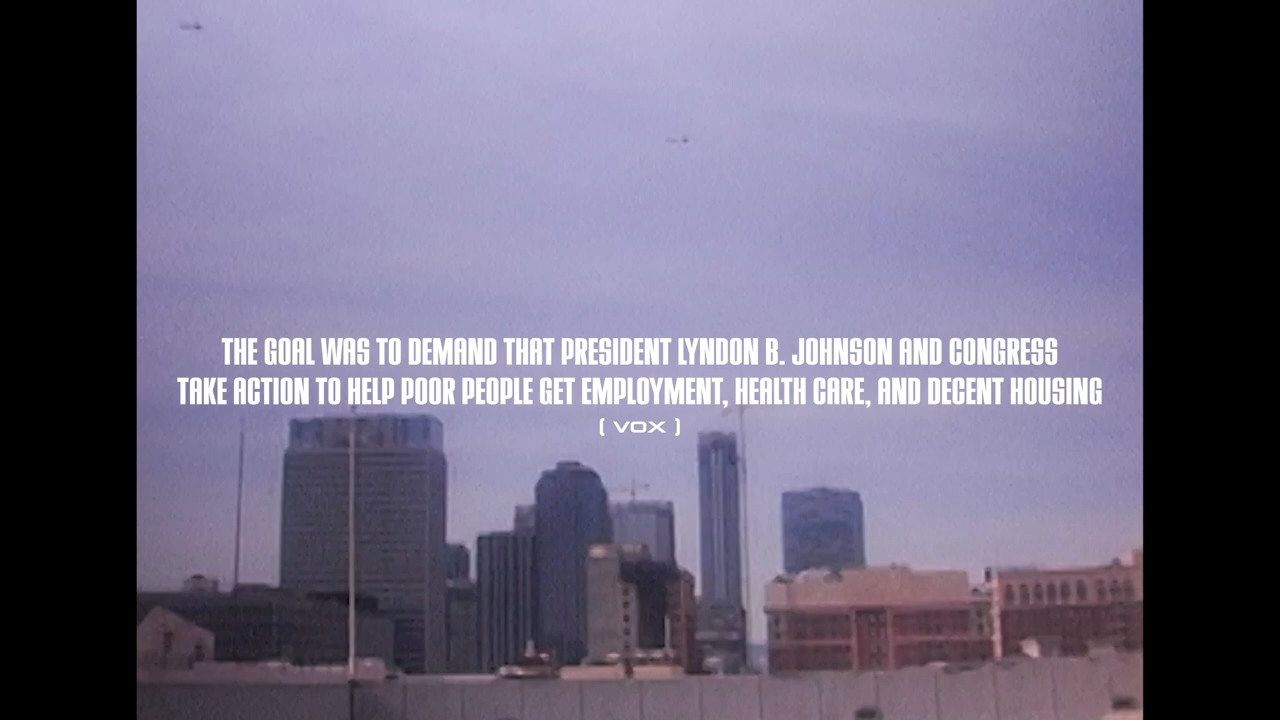 THE GOAL WAS TO DEMAND THAT PRESIDENT LYNDON B. JOHNSON AND CONGRESS
TAKE ACTION TO HELP POOR PEOPLE GET EMPLOYMENT, HEALTH CARE, AND DECENT HOUSING
( VOX )